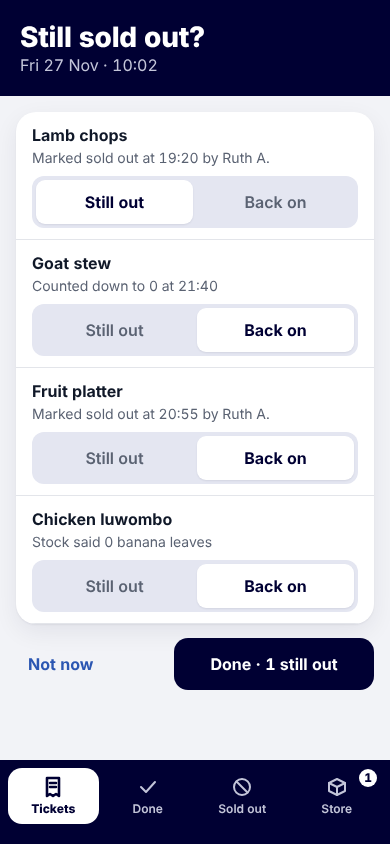 Still sold out?
Fri 27 Nov · 10:02
Lamb chops
Marked sold out at 19:20 by Ruth A.
Still out Back on
Goat stew
Counted down to 0 at 21:40
Still out Back on
Fruit platter
Marked sold out at 20:55 by Ruth A.
Still out Back on
Chicken luwombo
Stock said 0 banana leaves
Still out Back on
Not now Done · 1 still out
1
Tickets Done Sold out Store